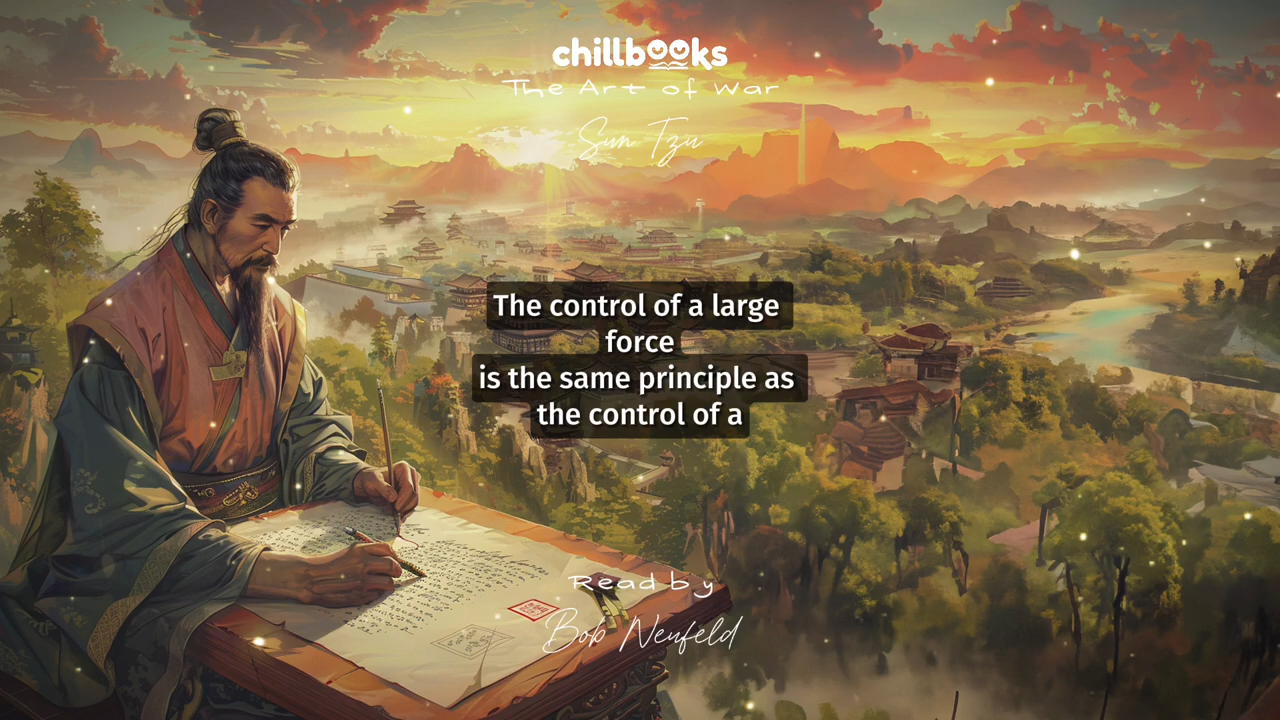 chillbooks
The Art of War
Sun Tzu
The control of a large
force
is the same principle as
the control of a
Read by
Bob Neufeld